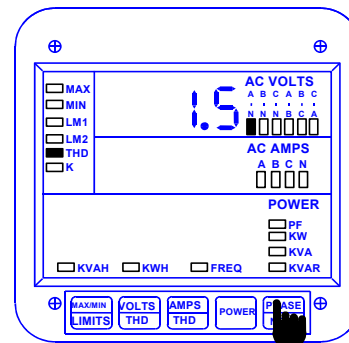 MAX
MIN
LM1
LM2
THD
K
1.5
AC VOLTS
A B C A B C
- - - - - -
N N N B C A
AC AMPS
A B C N
POWER
PF
KW
KVA
KVAH KWH FREQ KVAR
MAX/MIN VOLTS AMPS POWER PHASE
LIMITS THD THD